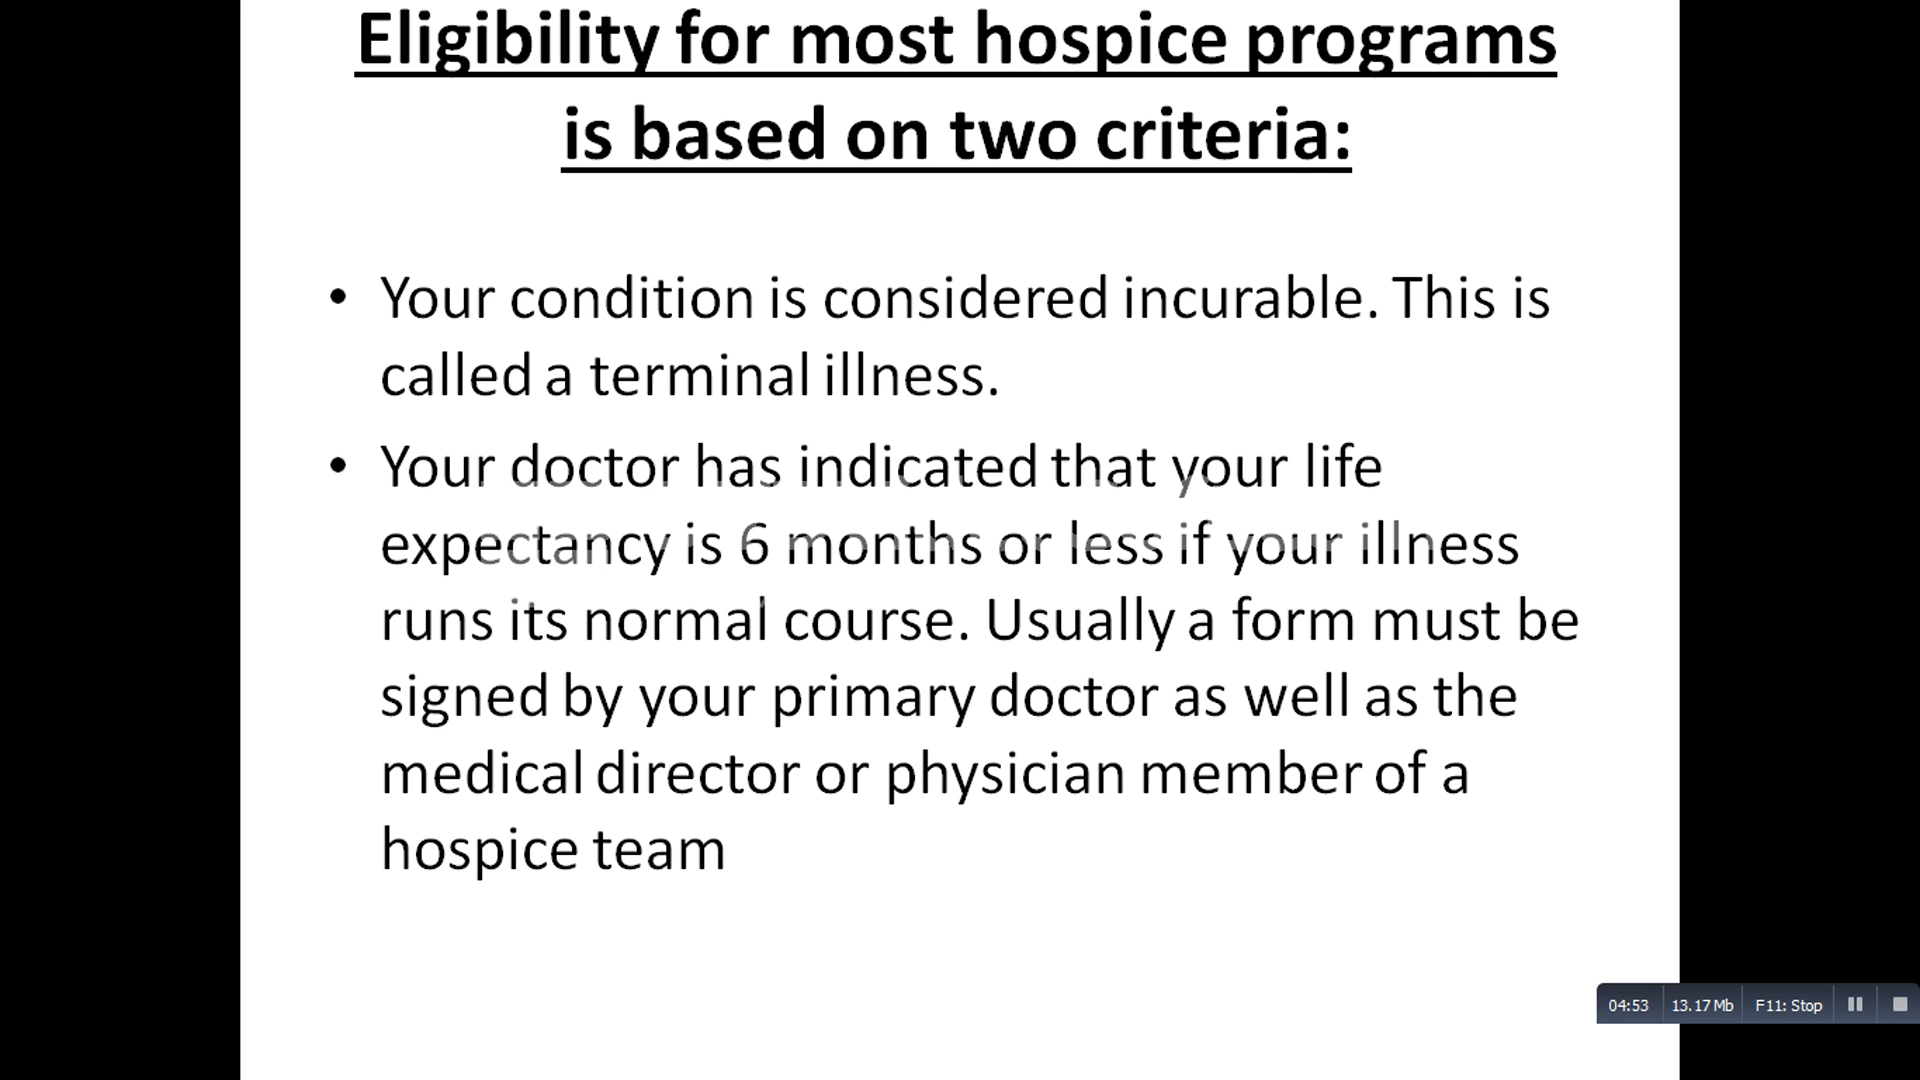 Eligibility for most hospice programs
is based on two criteria:
• Your condition is considered incurable. This is
called a terminal illness.
• Your doctor has indicated that your life
expectancy is 6 months or less if your illness
runs its normal course. Usually a form must be
signed by your primary doctor as well as the
medical director or physician member of a
hospice team
04:53 13.17 Mb F11: Stop